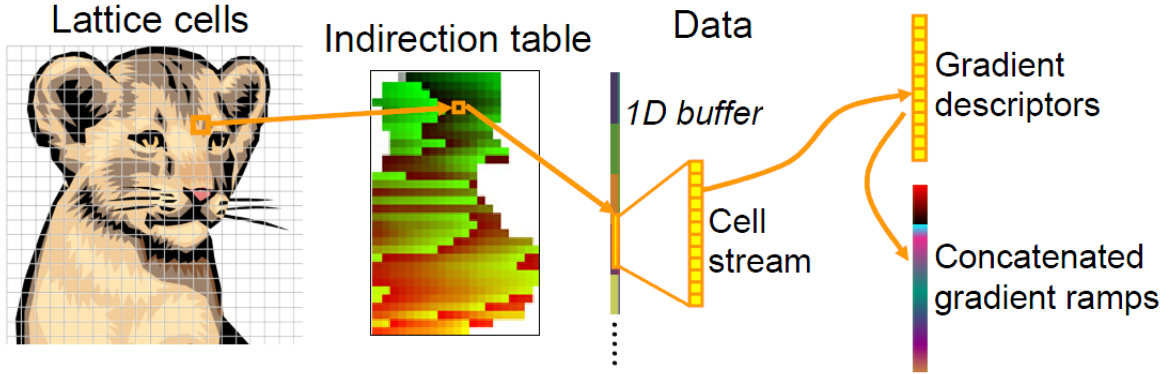 Lattice cells
Indirection table
Data
1D buffer
Cell
stream
Gradient
descriptors
Concatenated
gradient ramps